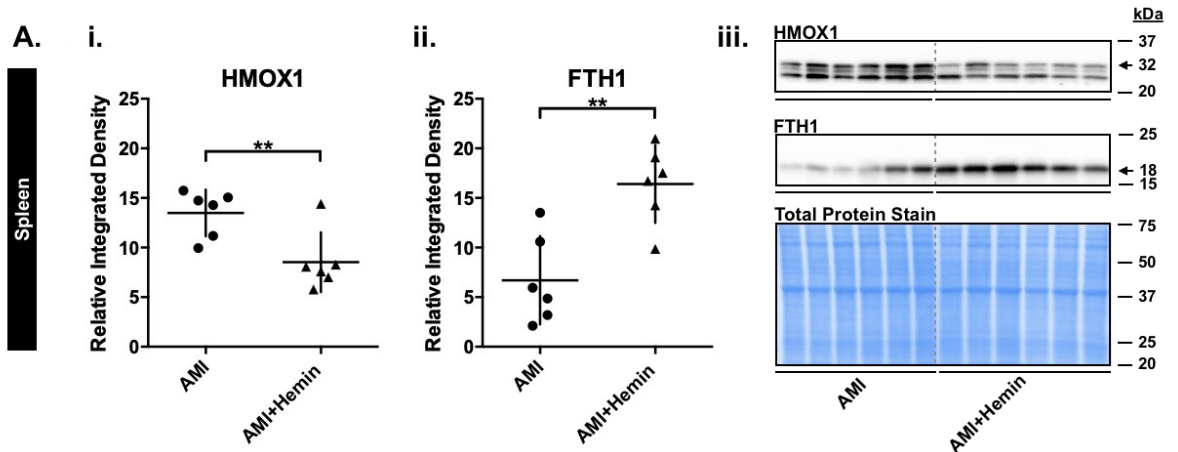 A.
Spleen
i.
HMOX1
Relative Integrated Density
25
20
15
10
5
0
**
AMI
AMI+Hemin
ii.
FTH1
Relative Integrated Density
25
20
15
10
5
0
**
AMI
AMI+Hemin
iii.
kDa
HMOX1
37
32
20
FTH1
25
18
15
Total Protein Stain
75
50
37
25
20
AMI
AMI+Hemin